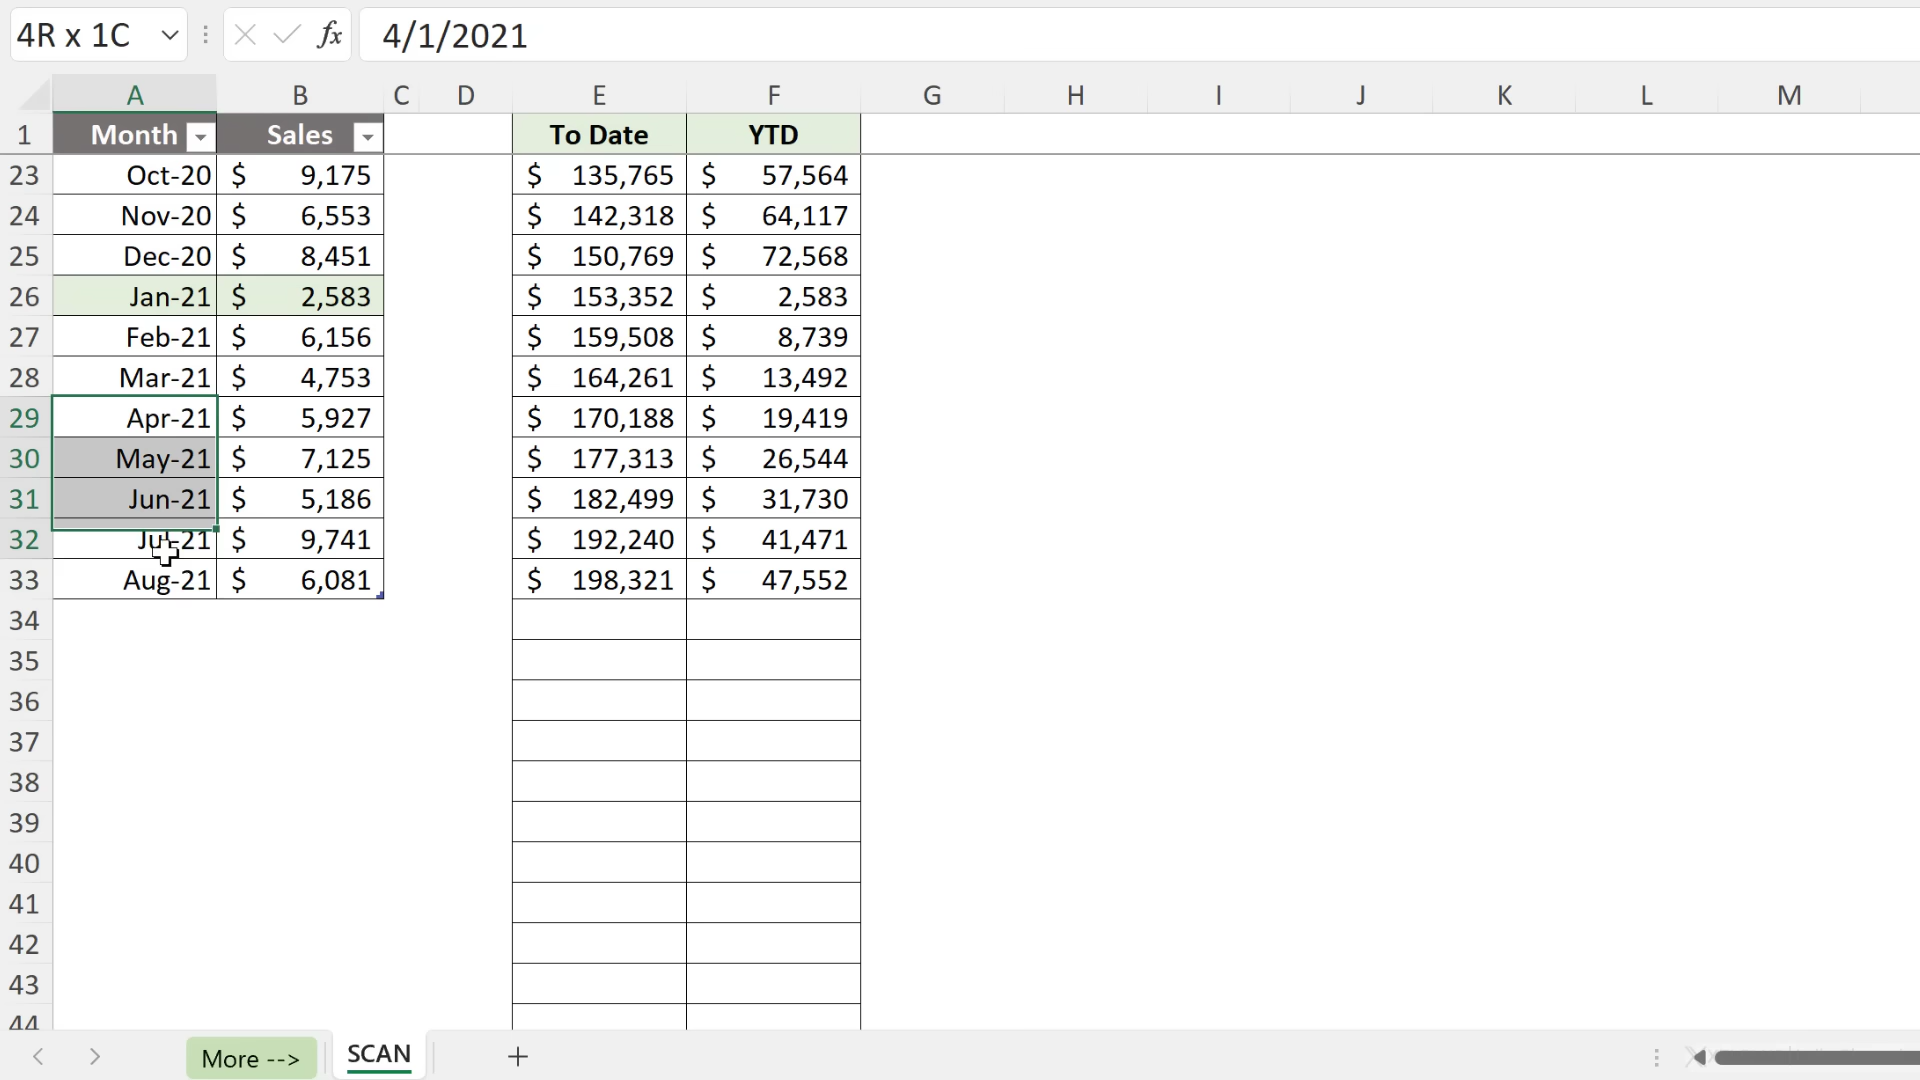 4R x 1C fx 4/1/2021
A B C D E F G H I J K L M
1 Month Sales To Date YTD
23 Oct-20 $ 9,175 $ 135,765 $ 57,564
24 Nov-20 $ 6,553 $ 142,318 $ 64,117
25 Dec-20 $ 8,451 $ 150,769 $ 72,568
26 Jan-21 $ 2,583 $ 153,352 $ 2,583
27 Feb-21 $ 6,156 $ 159,508 $ 8,739
28 Mar-21 $ 4,753 $ 164,261 $ 13,492
29 Apr-21 $ 5,927 $ 170,188 $ 19,419
30 May-21 $ 7,125 $ 177,313 $ 26,544
31 Jun-21 $ 5,186 $ 182,499 $ 31,730
32 Jul-21 $ 9,741 $ 192,240 $ 41,471
33 Aug-21 $ 6,081 $ 198,321 $ 47,552
34
35
36
37
38
39
40
41
42
43
44
More --> SCAN